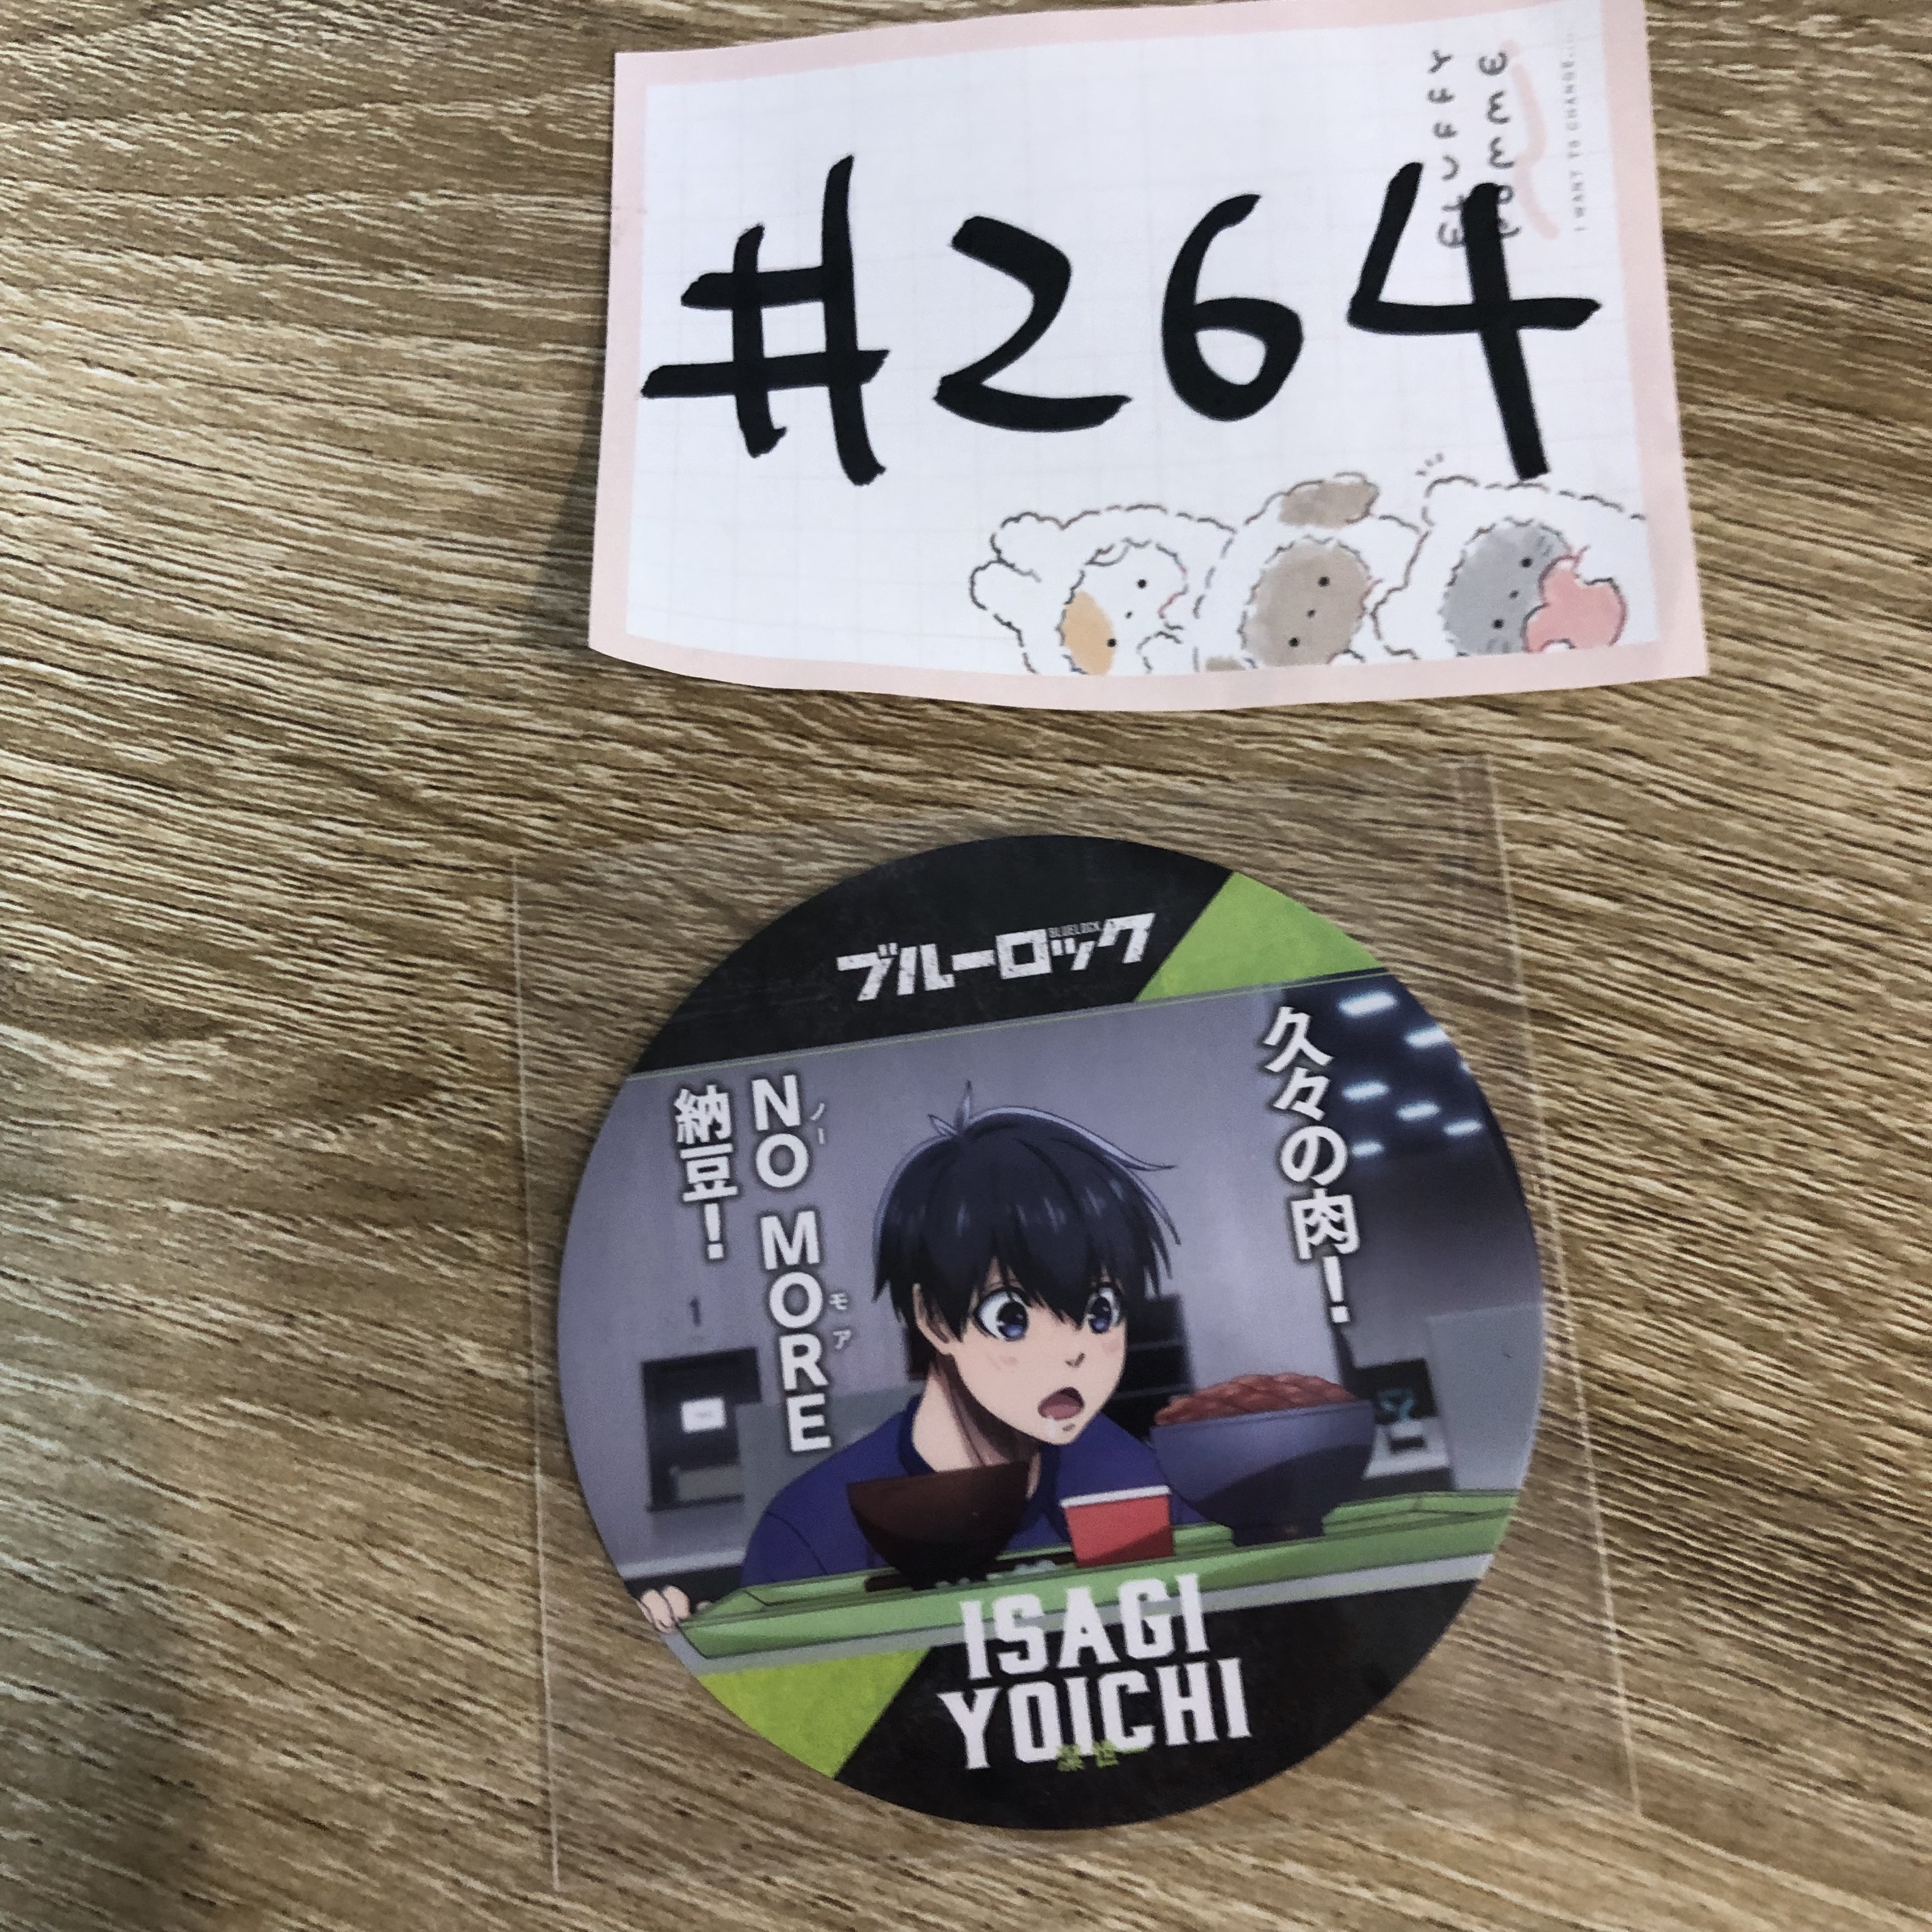 #264
FLUFFY
I WANT TO CHANGE...
ブルーロック
BLUELOCK
久々の肉!
NO MORE
ノー モア
納豆!
ISAGI
YOICHI
潔 世一